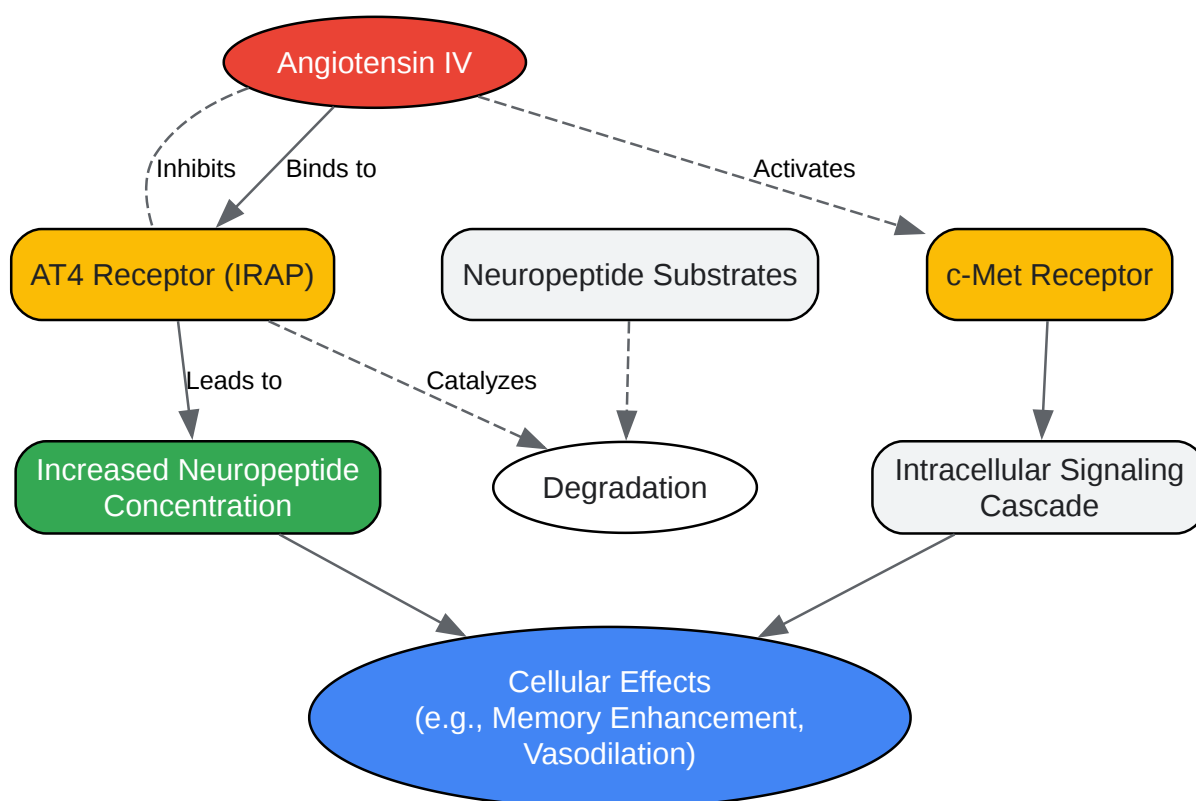 Angiotensin IV
Inhibits
Binds to
Activates
AT4 Receptor (IRAP)
Neuropeptide Substrates
c-Met Receptor
Leads to
Catalyzes
Increased Neuropeptide
Concentration
Degradation
Intracellular Signaling
Cascade
Cellular Effects
(e.g., Memory Enhancement,
Vasodilation)